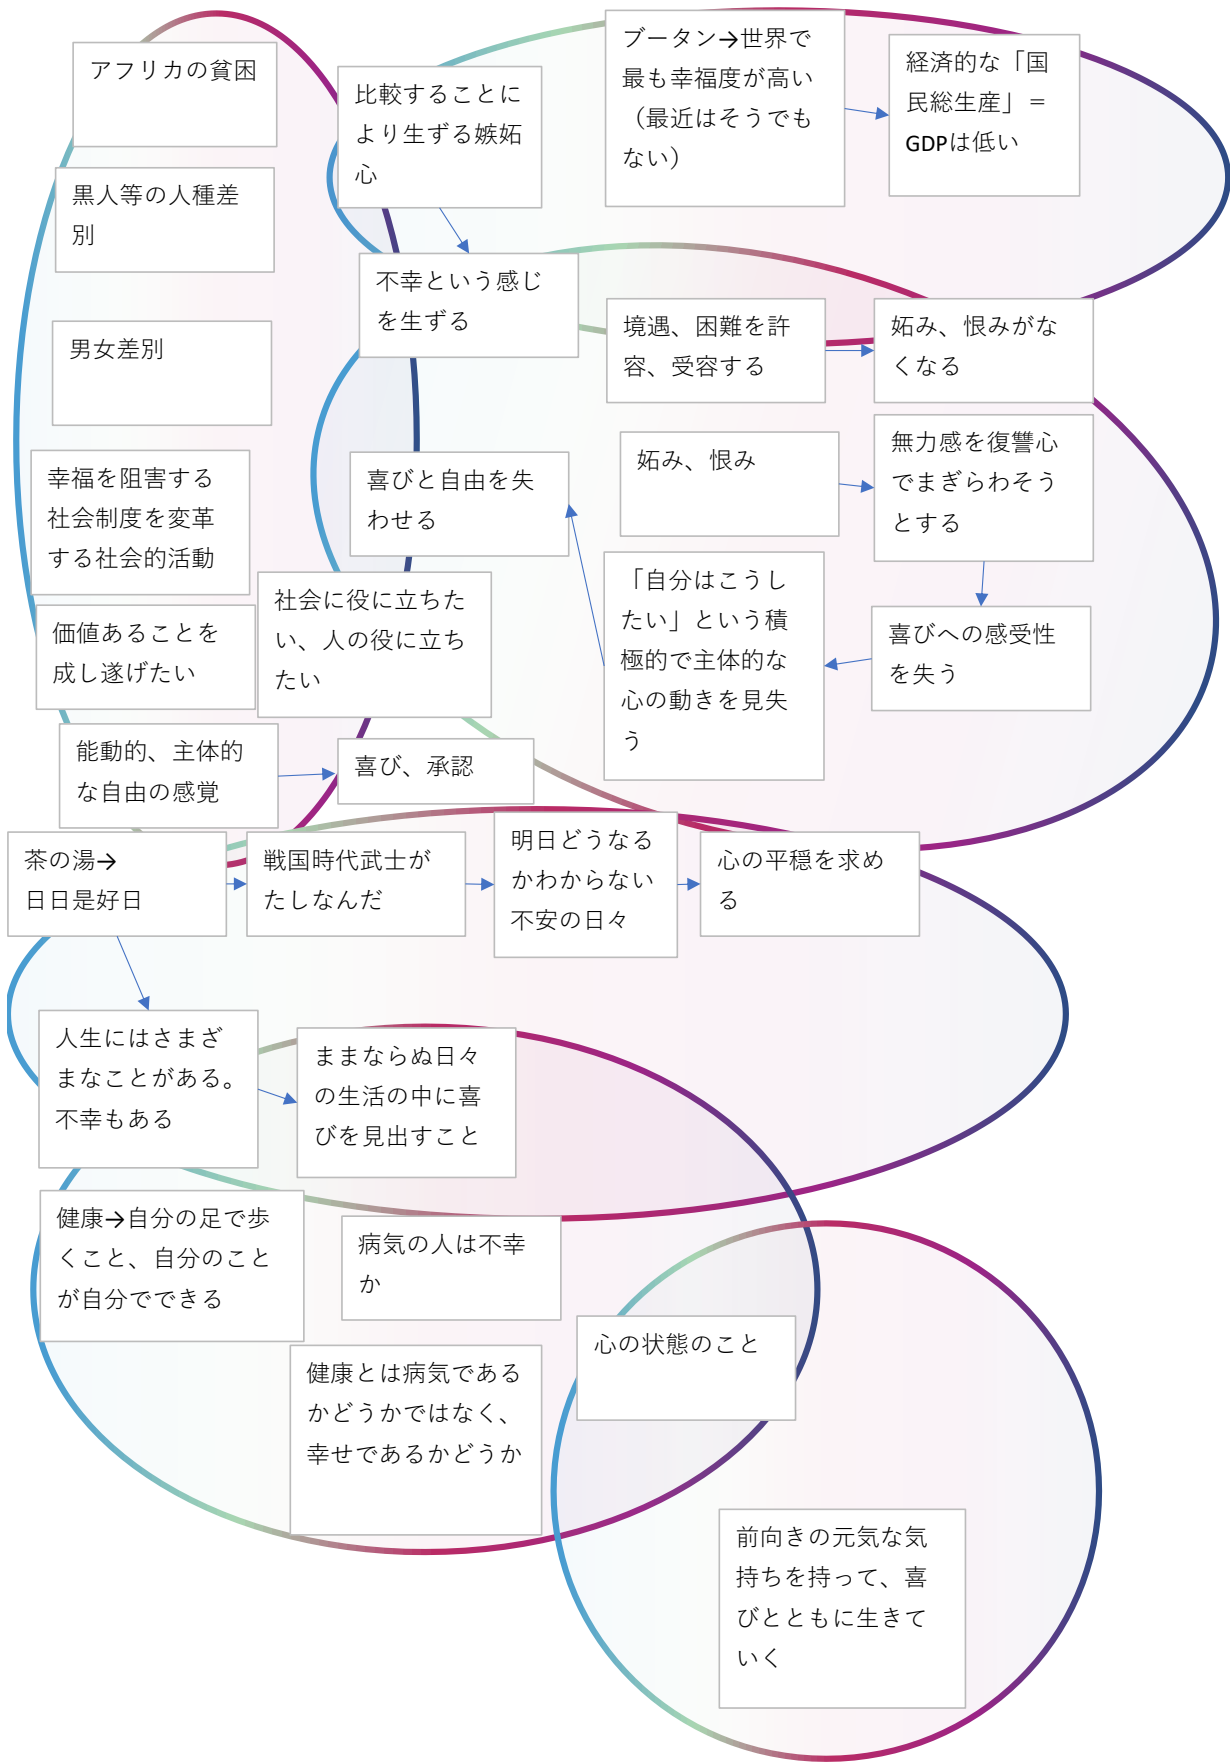 アフリカの貧困
黒人等の人種差
別
男女差別
幸福を阻害する
社会制度を変革
する社会的活動
価値あることを
成し遂げたい
能動的、主体的
な自由の感覚
比較することに
より生ずる嫉妬
心
不幸という感じ
を生ずる
喜びと自由を失
わせる
社会に役に立ちた
い、人の役に立ち
たい
喜び、承認
ブータン→世界で
最も幸福度が高い
（最近はそうでも
ない）
経済的な「国
民総生産」＝
GDPは低い
境遇、困難を許
容、受容する
妬み、恨みがな
くなる
妬み、恨み
無力感を復讐心
でまぎらわそう
とする
喜びへの感受性
を失う
「自分はこうし
たい」という積
極的で主体的な
心の動きを見失
う
茶の湯→
日日是好日
戦国時代武士が
たしなんだ
明日どうなる
かわからない
不安の日々
心の平穏を求め
る
人生にはさまざ
まなことがある。
不幸もある
ままならぬ日々
の生活の中に喜
びを見出すこと
健康→自分の足で歩
くこと、自分のこと
が自分でできる
病気の人は不幸
か
健康とは病気である
かどうかではなく、
幸せであるかどうか
心の状態のこと
前向きの元気な気
持ちを持って、喜
びとともに生きて
いく